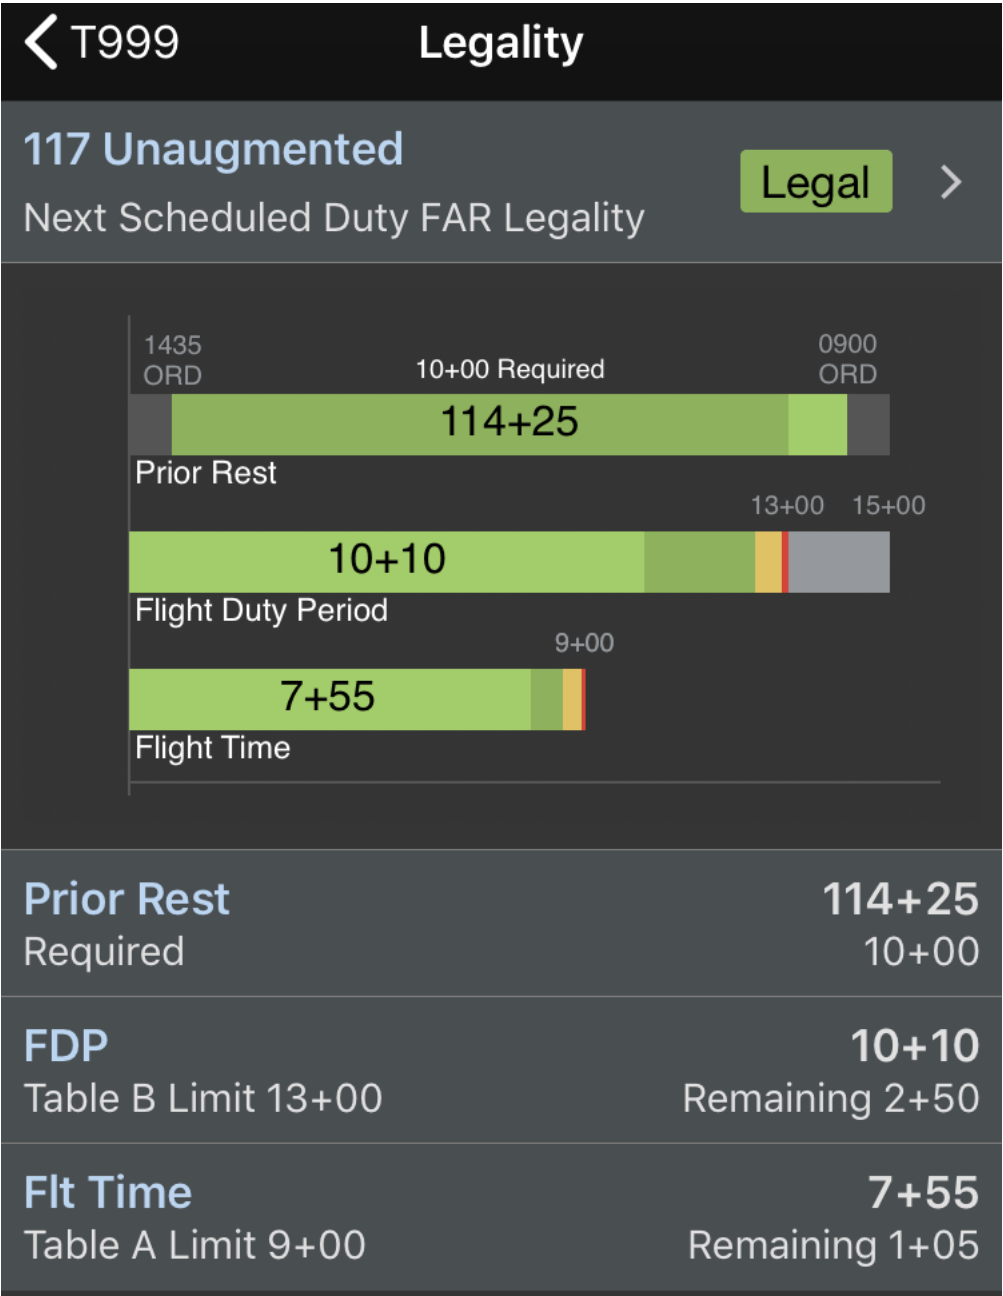 T999 Legality
117 Unaugmented
Legal
Next Scheduled Duty FAR Legality
1435 ORD
10+00 Required
0900 ORD
114+25
Prior Rest
13+00 15+00
10+10
Flight Duty Period
9+00
7+55
Flight Time
Prior Rest 114+25
Required 10+00
FDP 10+10
Table B Limit 13+00 Remaining 2+50
Flt Time 7+55
Table A Limit 9+00 Remaining 1+05